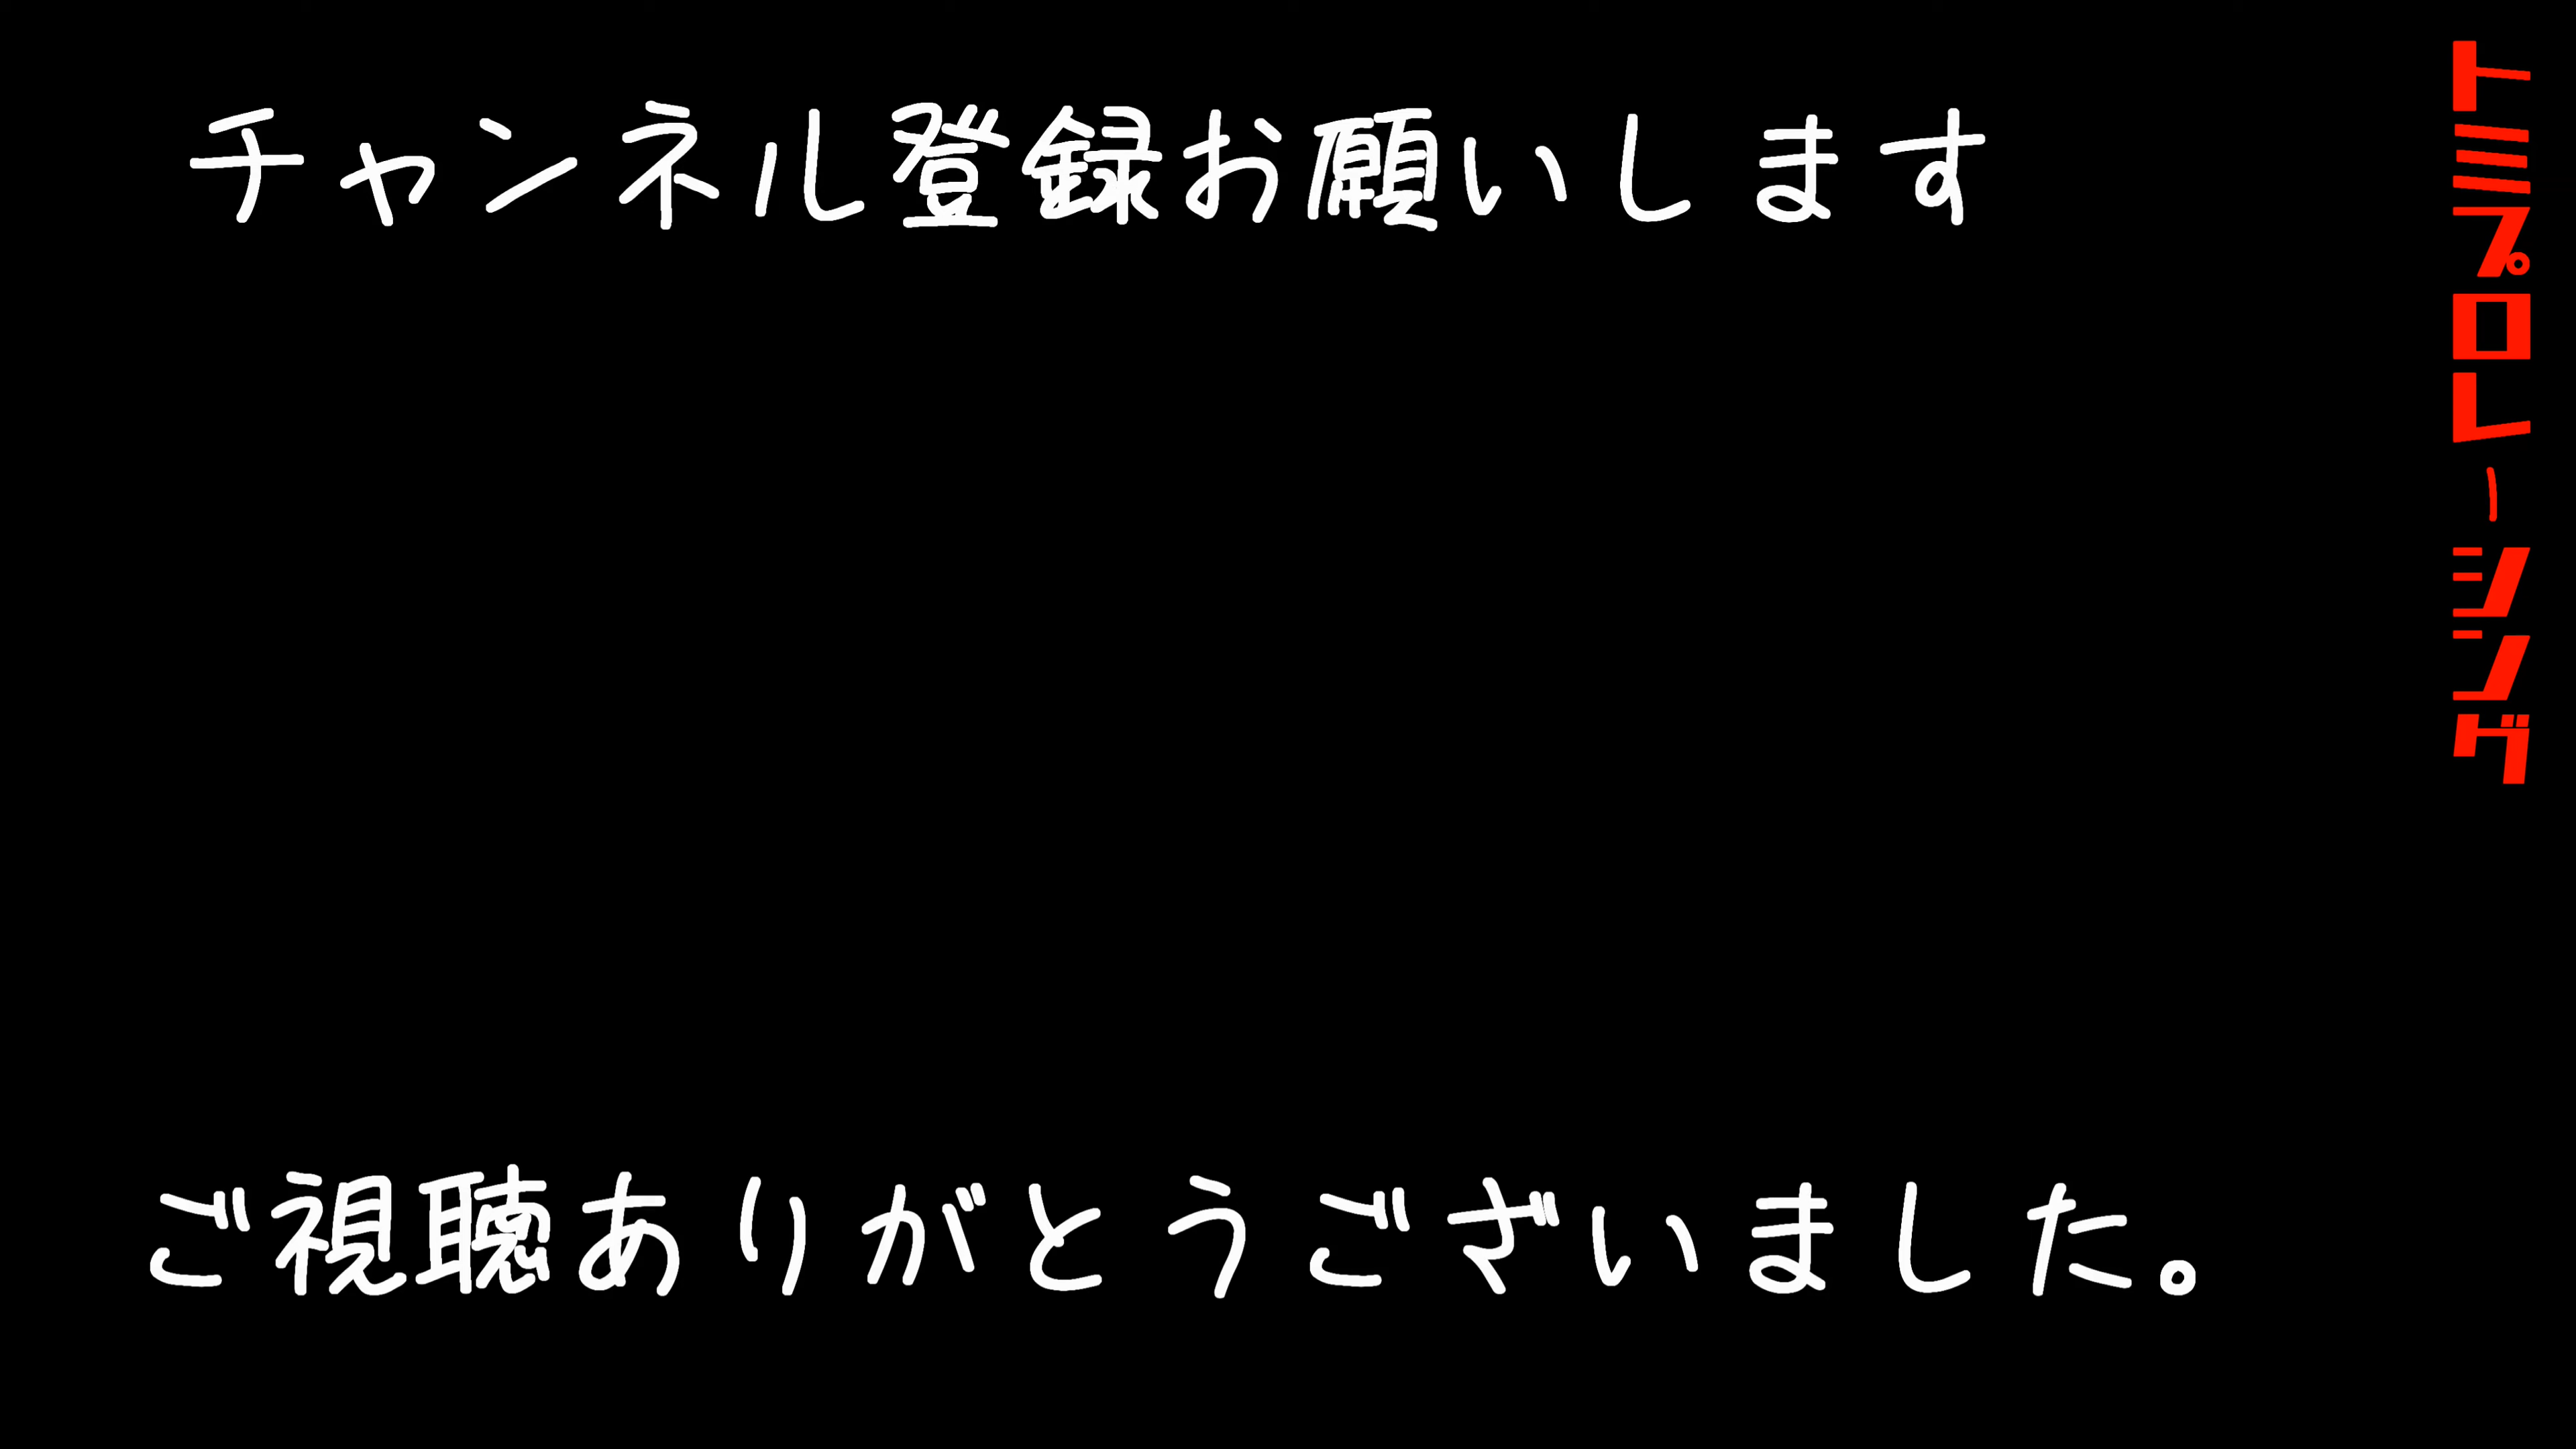 チャンネル登録お願いします
トミプロレーシング
ご視聴ありがとうございました。